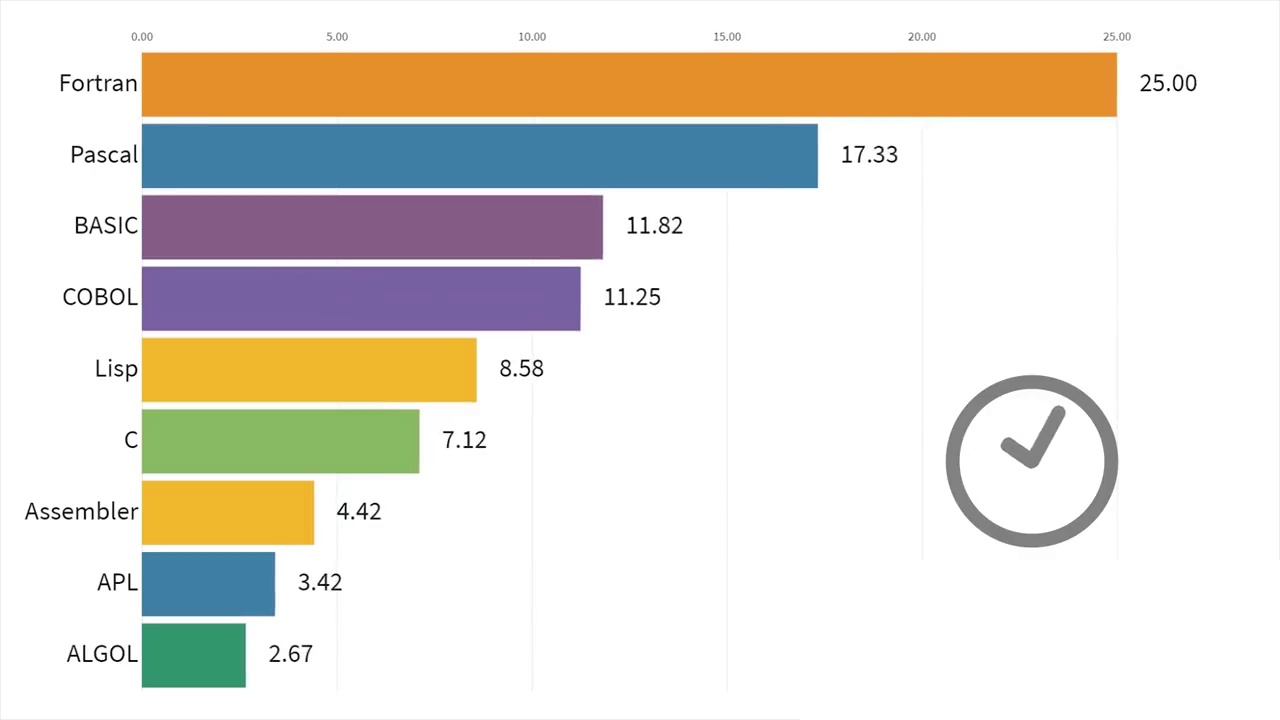 0.00 5.00 10.00 15.00 20.00 25.00
Fortran 25.00
Pascal 17.33
BASIC 11.82
COBOL 11.25
Lisp 8.58
C 7.12
Assembler 4.42
APL 3.42
ALGOL 2.67